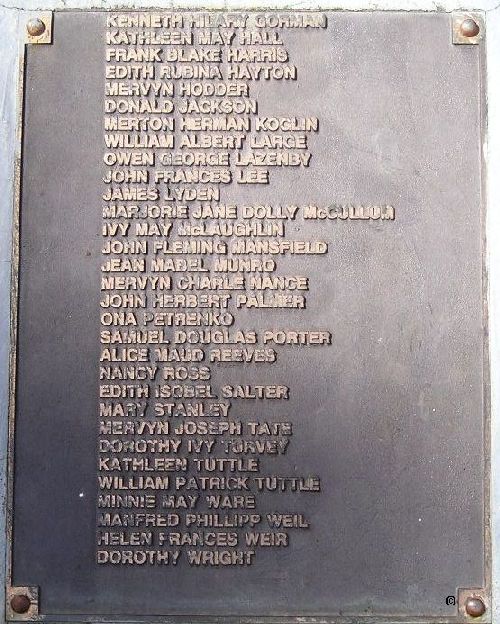 KENNETH HILARY GORMAN
KATHLEEN MAY HALL
FRANK BLAKE HARRIS
EDITH RUBINA HAYTON
MERVYN HODDER
DONALD JACKSON
MERTON HERMAN KOGLIN
WILLIAM ALBERT LARGE
OWEN GEORGE LAZENBY
JOHN FRANCES LEE
JAMES LYDEN
MARJORIE JANE DOLLY McCULLUM
IVY MAY McLAUGHLIN
JOHN FLEMING MANSFIELD
JEAN MABEL MUNRO
MERVYN CHARLE NANCE
JOHN HERBERT PALMER
ONA PETRENKO
SAMUEL DOUGLAS PORTER
ALICE MAUD REEVES
NANCY ROSS
EDITH ISOBEL SALTER
MARY STANLEY
MERVYN JOSEPH TATE
DOROTHY IVY TURVEY
KATHLEEN TUTTLE
WILLIAM PATRICK TUTTLE
MINNIE MAY WARE
MANFRED PHILLIPP WEIL
HELEN FRANCES WEIR
DOROTHY WRIGHT
©